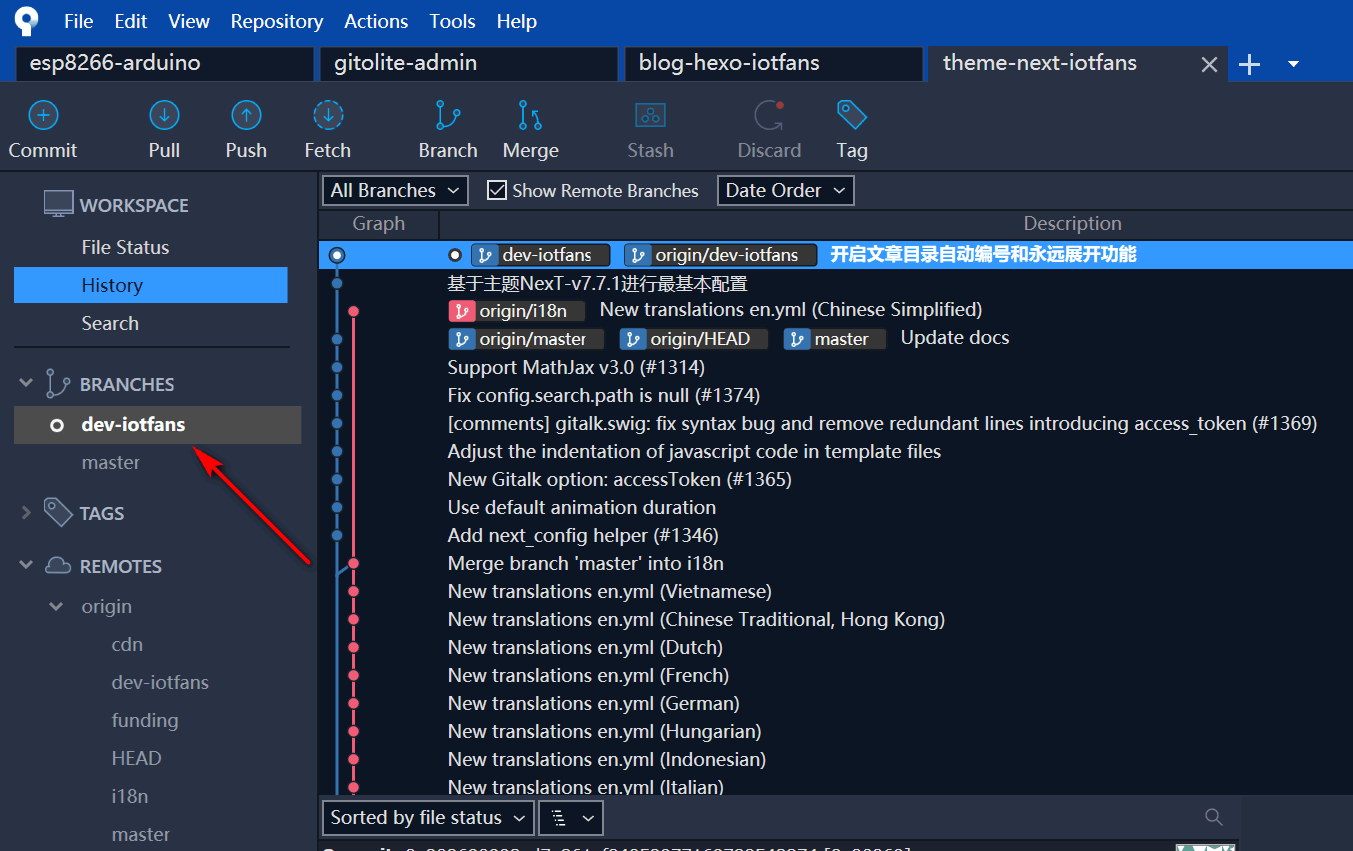 File Edit View Repository Actions Tools Help
esp8266-arduino gitolite-admin blog-hexo-iotfans theme-next-iotfans
Commit Pull Push Fetch Branch Merge Stash Discard Tag
WORKSPACE
File Status
History
Search
BRANCHES
dev-iotfans
master
TAGS
REMOTES
origin
cdn
dev-iotfans
funding
HEAD
i18n
master
All Branches Show Remote Branches Date Order
Graph Description
dev-iotfans origin/dev-iotfans 开启文章目录自动编号和永远展开功能
基于主题NexT-v7.7.1进行最基本配置
origin/i18n New translations en.yml (Chinese Simplified)
origin/master origin/HEAD master Update docs
Support MathJax v3.0 (#1314)
Fix config.search.path is null (#1374)
[comments] gitalk.swig: fix syntax bug and remove redundant lines introducing access_token (#1369)
Adjust the indentation of javascript code in template files
New Gitalk option: accessToken (#1365)
Use default animation duration
Add next_config helper (#1346)
Merge branch 'master' into i18n
New translations en.yml (Vietnamese)
New translations en.yml (Chinese Traditional, Hong Kong)
New translations en.yml (Dutch)
New translations en.yml (French)
New translations en.yml (German)
New translations en.yml (Hungarian)
New translations en.yml (Indonesian)
New translations en.yml (Italian)
Sorted by file status